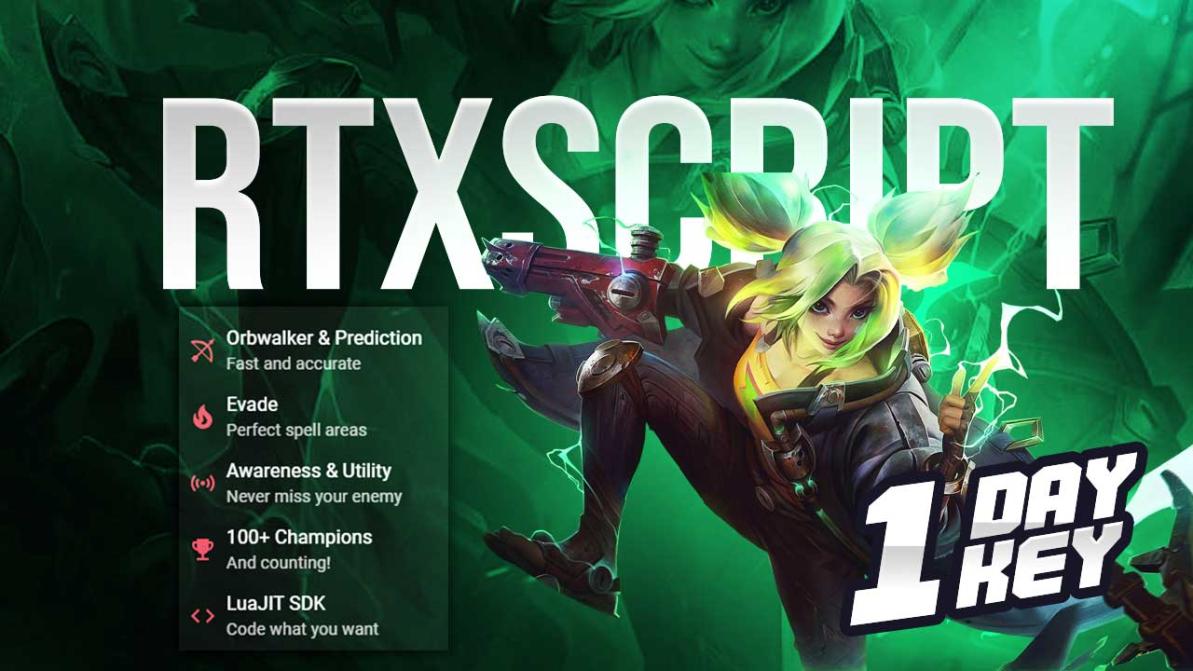 RTXSCRIPT
Orbwalker & Prediction
Fast and accurate
Evade
Perfect spell areas
Awareness & Utility
Never miss your enemy
100+ Champions
And counting!
LuaJIT SDK
Code what you want
1 DAY
KEY